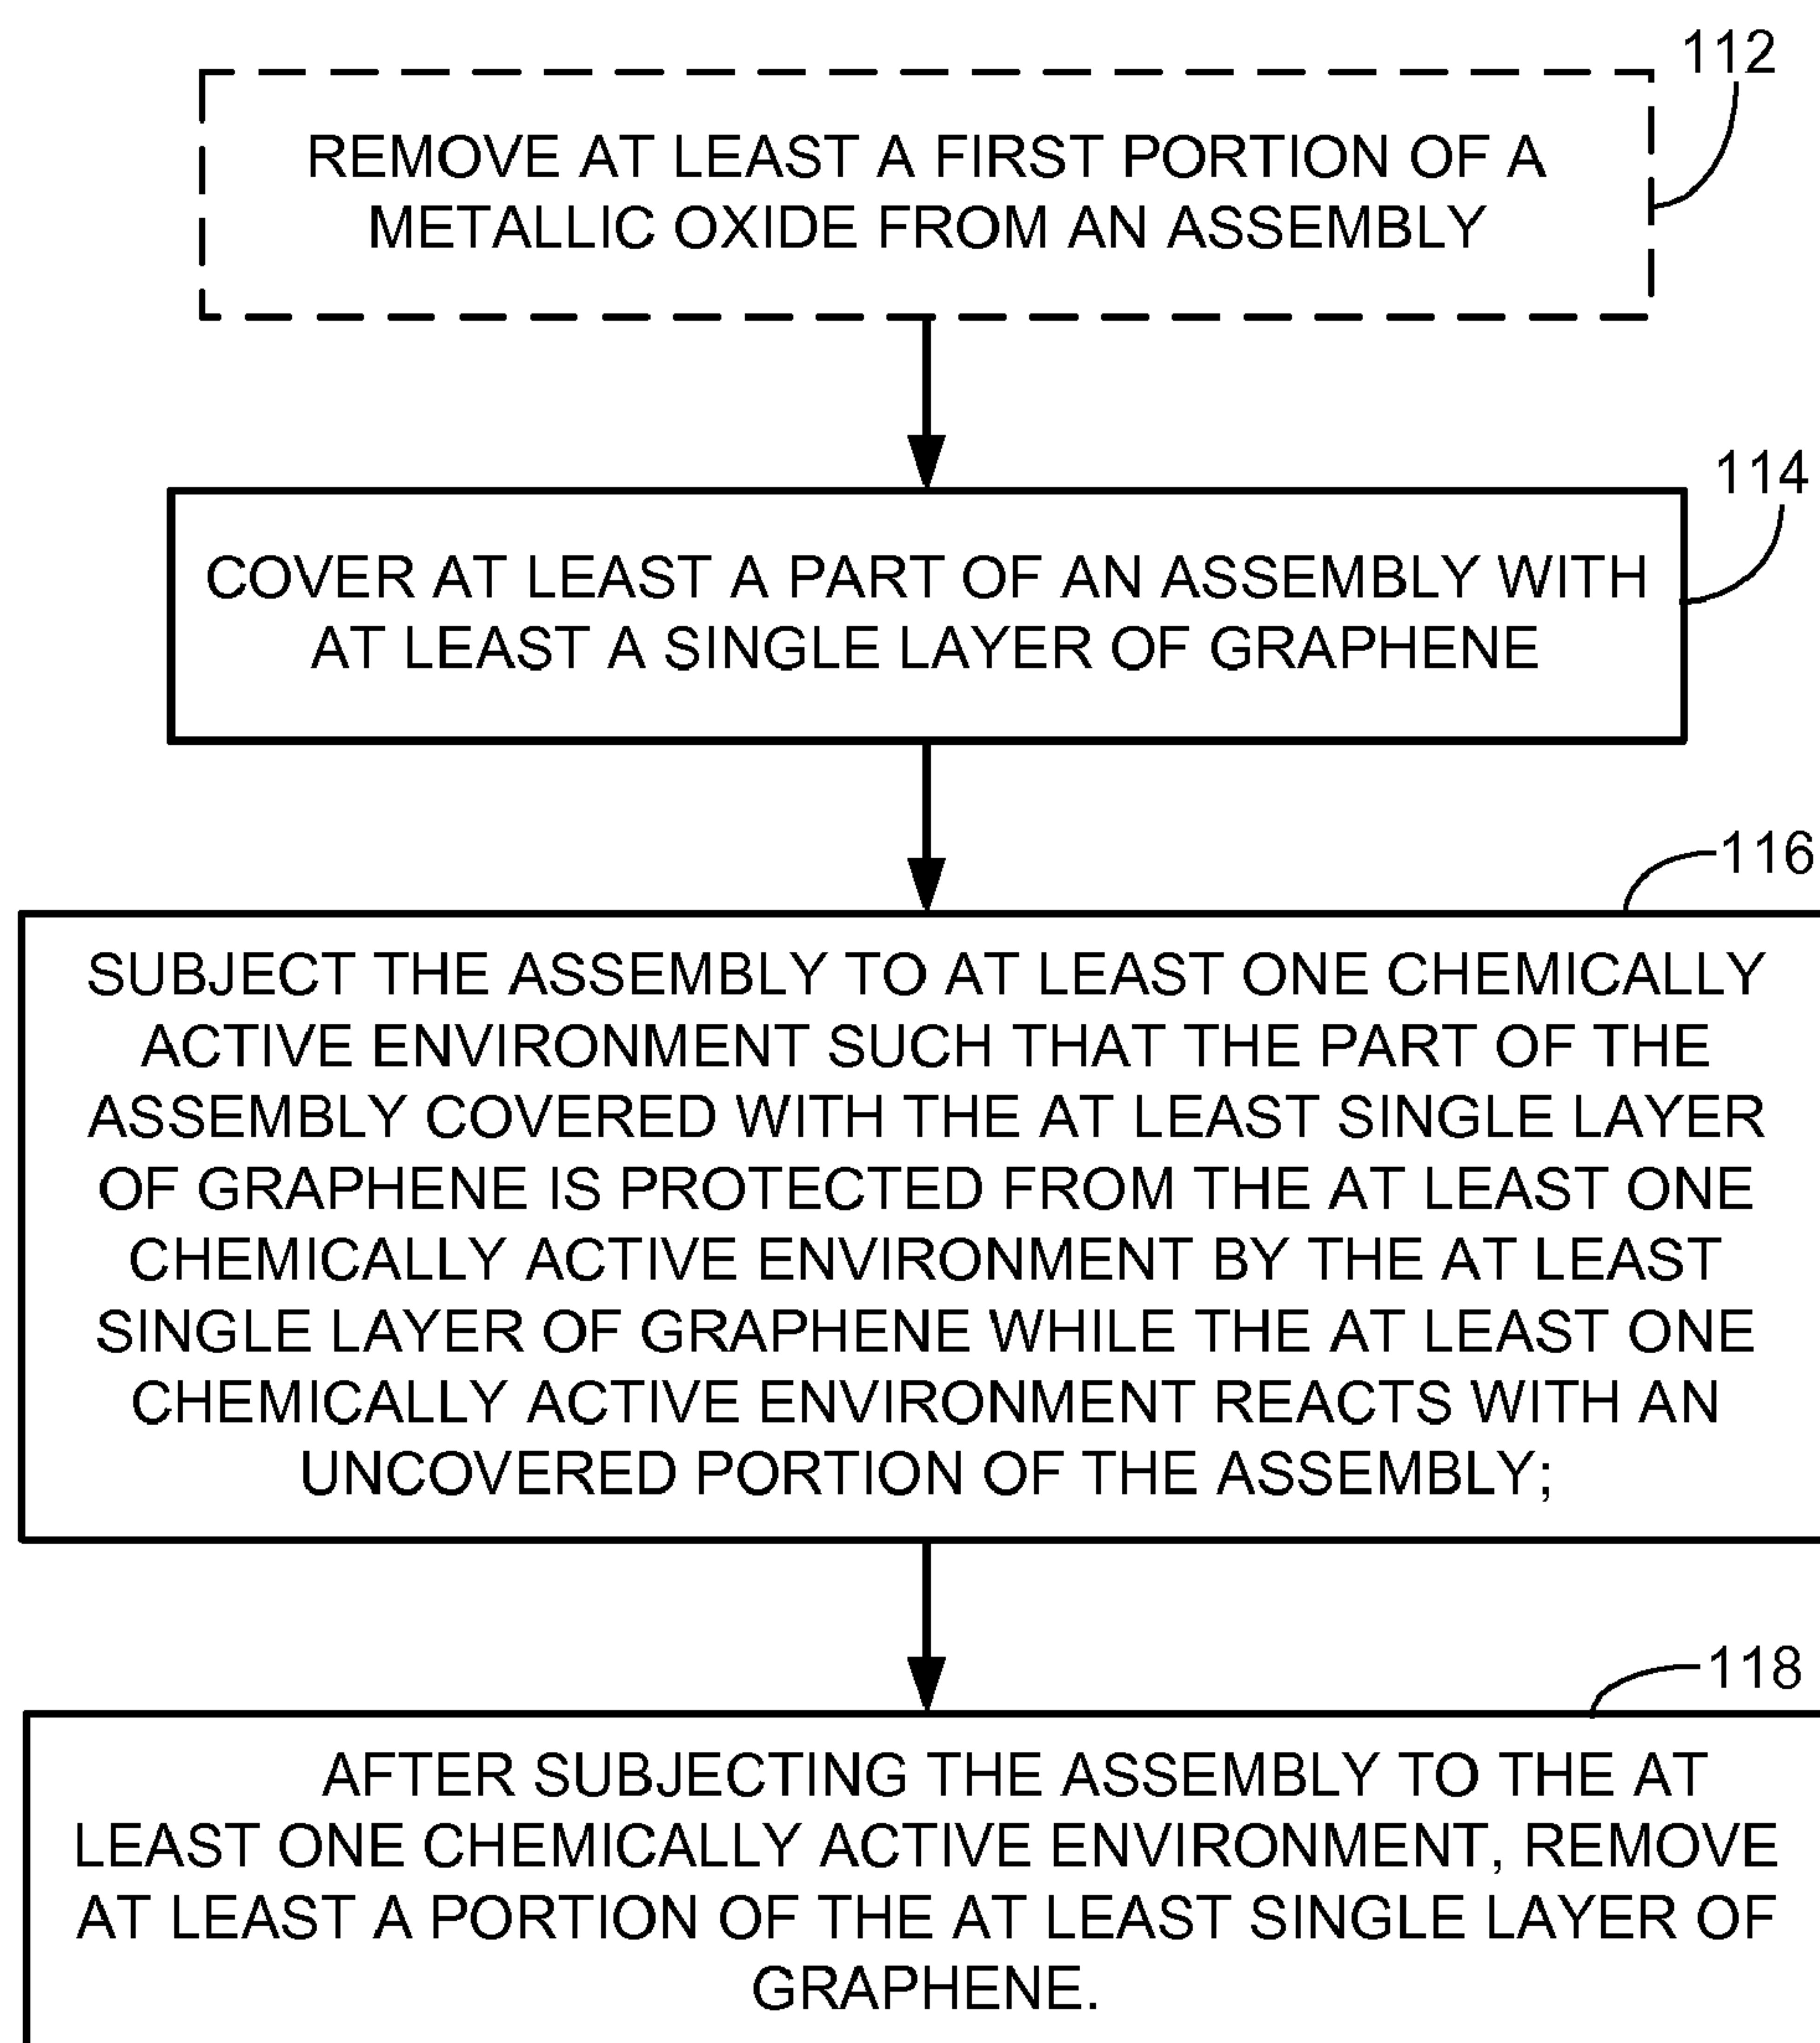 112
REMOVE AT LEAST A FIRST PORTION OF A
METALLIC OXIDE FROM AN ASSEMBLY
114
COVER AT LEAST A PART OF AN ASSEMBLY WITH
AT LEAST A SINGLE LAYER OF GRAPHENE
116
SUBJECT THE ASSEMBLY TO AT LEAST ONE CHEMICALLY
ACTIVE ENVIRONMENT SUCH THAT THE PART OF THE
ASSEMBLY COVERED WITH THE AT LEAST SINGLE LAYER
OF GRAPHENE IS PROTECTED FROM THE AT LEAST ONE
CHEMICALLY ACTIVE ENVIRONMENT BY THE AT LEAST
SINGLE LAYER OF GRAPHENE WHILE THE AT LEAST ONE
CHEMICALLY ACTIVE ENVIRONMENT REACTS WITH AN
UNCOVERED PORTION OF THE ASSEMBLY;
118
AFTER SUBJECTING THE ASSEMBLY TO THE AT
LEAST ONE CHEMICALLY ACTIVE ENVIRONMENT, REMOVE
AT LEAST A PORTION OF THE AT LEAST SINGLE LAYER OF
GRAPHENE.